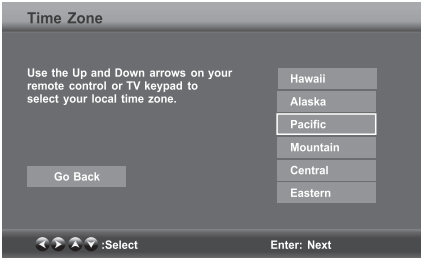 Time Zone
Use the Up and Down arrows on your
remote control or TV keypad to
select your local time zone.
Hawaii
Alaska
Pacific
Mountain
Central
Eastern
Go Back
:Select
Enter: Next